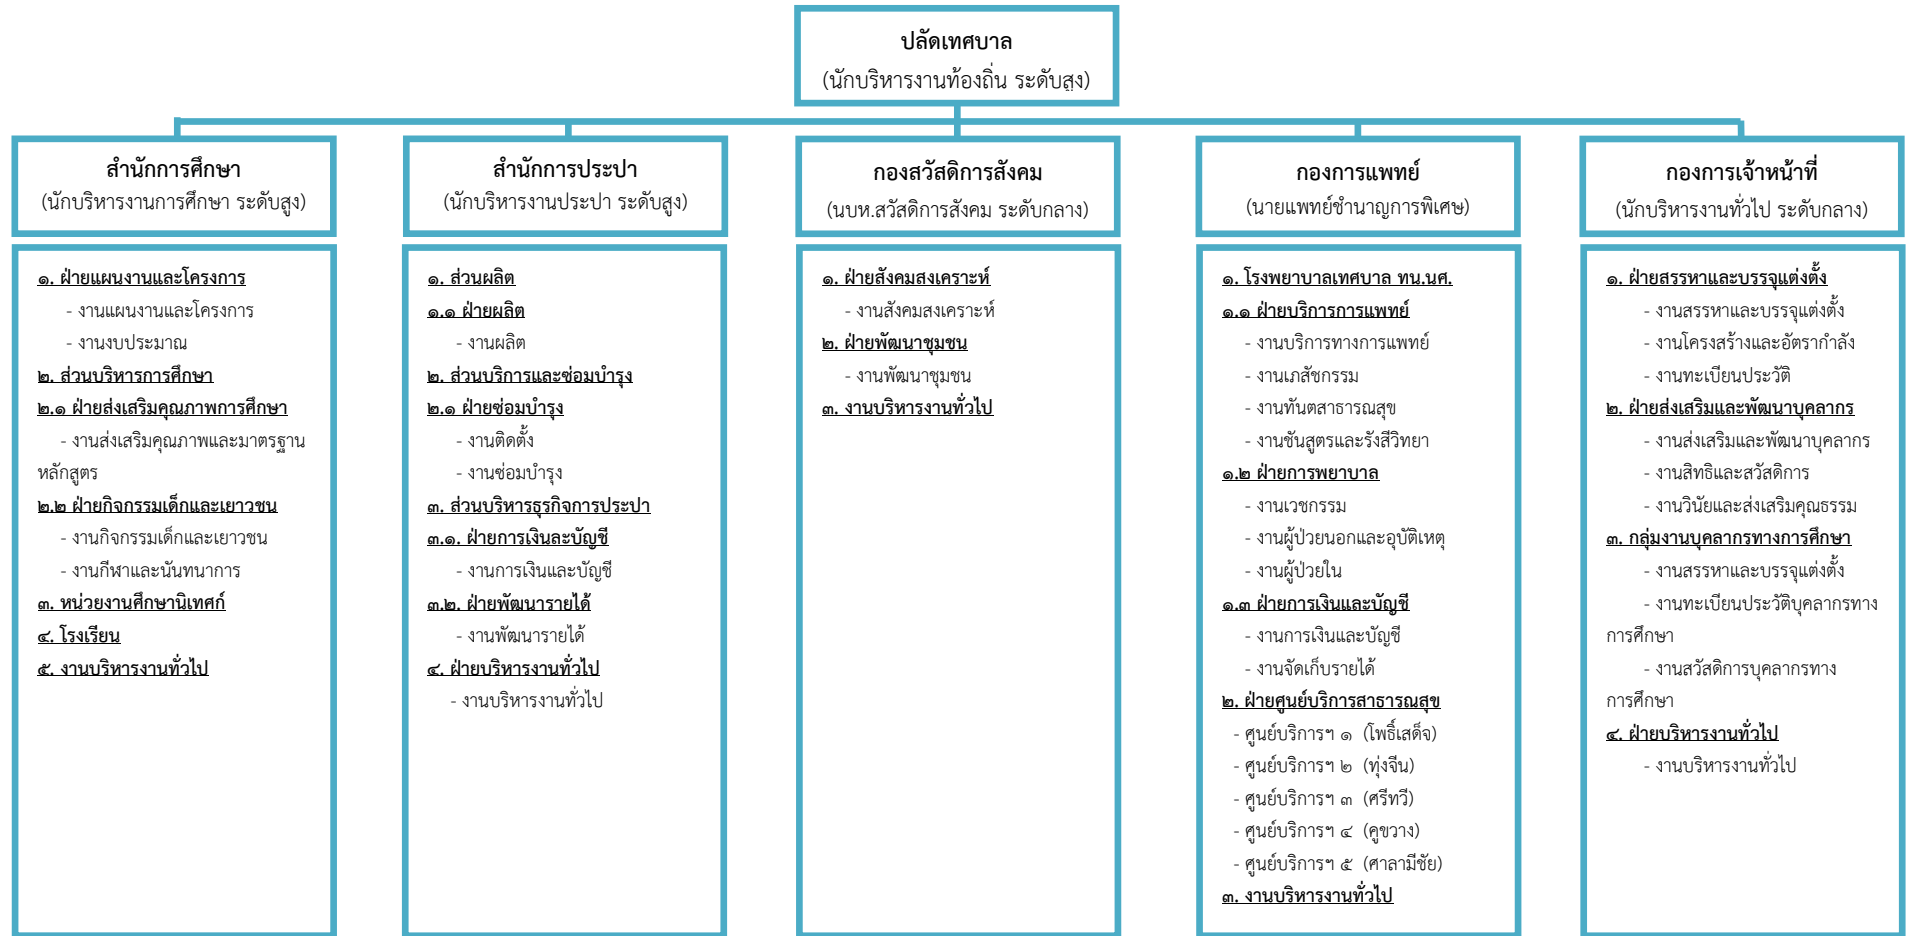 ปลัดเทศบาล
(นักบริหารงานท้องถิ่น ระดับสูง)
สำนักการศึกษา
(นักบริหารงานการศึกษา ระดับสูง)
๑. ฝ่ายแผนงานและโครงการ
- งานแผนงานและโครงการ
- งานงบประมาณ
๒. ส่วนบริหารการศึกษา
๒.๑ ฝ่ายส่งเสริมคุณภาพการศึกษา
- งานส่งเสริมคุณภาพและมาตรฐาน
หลักสูตร
๒.๒ ฝ่ายกิจกรรมเด็กและเยาวชน
- งานกิจกรรมเด็กและเยาวชน
- งานกีฬาและนันทนาการ
๓. หน่วยงานศึกษานิเทศก์
๔. โรงเรียน
๕. งานบริหารงานทั่วไป
สำนักการประปา
(นักบริหารงานประปา ระดับสูง)
๑. ส่วนผลิต
๑.๑ ฝ่ายผลิต
- งานผลิต
๒. ส่วนบริการและซ่อมบำรุง
๒.๑ ฝ่ายซ่อมบำรุง
- งานติดตั้ง
- งานซ่อมบำรุง
๓. ส่วนบริหารธุรกิจการประปา
๓.๑. ฝ่ายการเงินละบัญชี
- งานการเงินและบัญชี
๓.๒. ฝ่ายพัฒนารายได้
- งานพัฒนารายได้
๔. ฝ่ายบริหารงานทั่วไป
- งานบริหารงานทั่วไป
กองสวัสดิการสังคม
(นบห.สวัสดิการสังคม ระดับกลาง)
๑. ฝ่ายสังคมสงเคราะห์
- งานสังคมสงเคราะห์
๒. ฝ่ายพัฒนาชุมชน
- งานพัฒนาชุมชน
๓. งานบริหารงานทั่วไป
กองการแพทย์
(นายแพทย์ชำนาญการพิเศษ)
๑. โรงพยาบาลเทศบาล ทน.นศ.
๑.๑ ฝ่ายบริการการแพทย์
- งานบริการทางการแพทย์
- งานเภสัชกรรม
- งานทันตสาธารณสุข
- งานชันสูตรและรังสีวิทยา
๑.๒ ฝ่ายการพยาบาล
- งานเวชกรรม
- งานผู้ป่วยนอกและอุบัติเหตุ
- งานผู้ป่วยใน
๑.๓ ฝ่ายการเงินและบัญชี
- งานการเงินและบัญชี
- งานจัดเก็บรายได้
๒. ฝ่ายศูนย์บริการสาธารณสุข
- ศูนย์บริการฯ ๑ (โพธิ์เสด็จ)
- ศูนย์บริการฯ ๒ (ทุ่งจีน)
- ศูนย์บริการฯ ๓ (ศรีทวี)
- ศูนย์บริการฯ ๔ (คูขวาง)
- ศูนย์บริการฯ ๕ (ศาลามีชัย)
๓. งานบริหารงานทั่วไป
กองการเจ้าหน้าที่
(นักบริหารงานทั่วไป ระดับกลาง)
๑. ฝ่ายสรรหาและบรรจุแต่งตั้ง
- งานสรรหาและบรรจุแต่งตั้ง
- งานโครงสร้างและอัตรากำลัง
- งานทะเบียนประวัติ
๒. ฝ่ายส่งเสริมและพัฒนาบุคลากร
- งานส่งเสริมและพัฒนาบุคลากร
- งานสิทธิและสวัสดิการ
- งานวินัยและส่งเสริมคุณธรรม
๓. กลุ่มงานบุคลากรทางการศึกษา
- งานสรรหาและบรรจุแต่งตั้ง
- งานทะเบียนประวัติบุคลากรทาง
การศึกษา
- งานสวัสดิการบุคลากรทาง
การศึกษา
๔. ฝ่ายบริหารงานทั่วไป
- งานบริหารงานทั่วไป